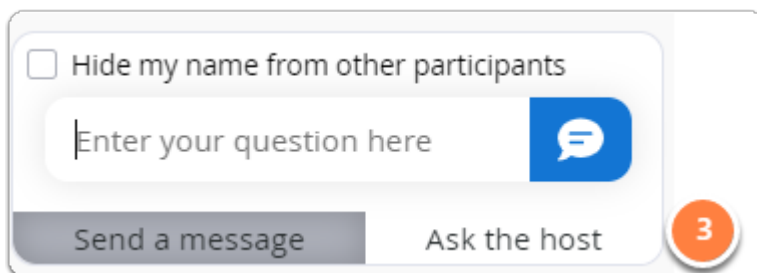 Hide my name from other participants
Enter your question here
Send a message Ask the host 3